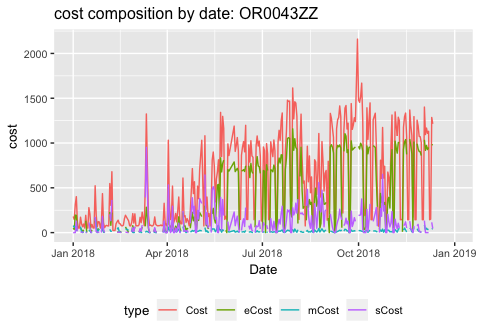 cost composition by date: OR0043ZZ
2000
1500
1000
500
0
cost
Jan 2018
Apr 2018
Jul 2018
Oct 2018
Jan 2019
Date
type
Cost
eCost
mCost
sCost